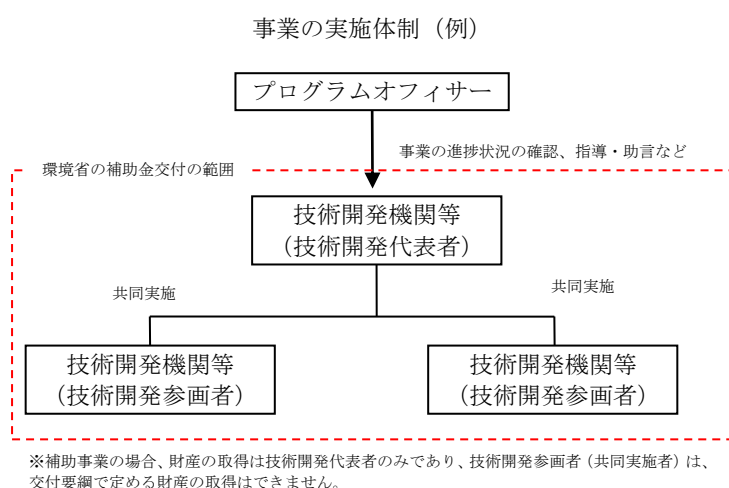 事業の実施体制（例）
プログラムオフィサー
事業の進捗状況の確認、指導・助言など
環境省の補助金交付の範囲
技術開発機関等
（技術開発代表者）
共同実施
共同実施
技術開発機関等
（技術開発参画者）
技術開発機関等
（技術開発参画者）
※補助事業の場合、財産の取得は技術開発代表者のみであり、技術開発参画者（共同実施者）は、
交付要綱で定める財産の取得はできません。